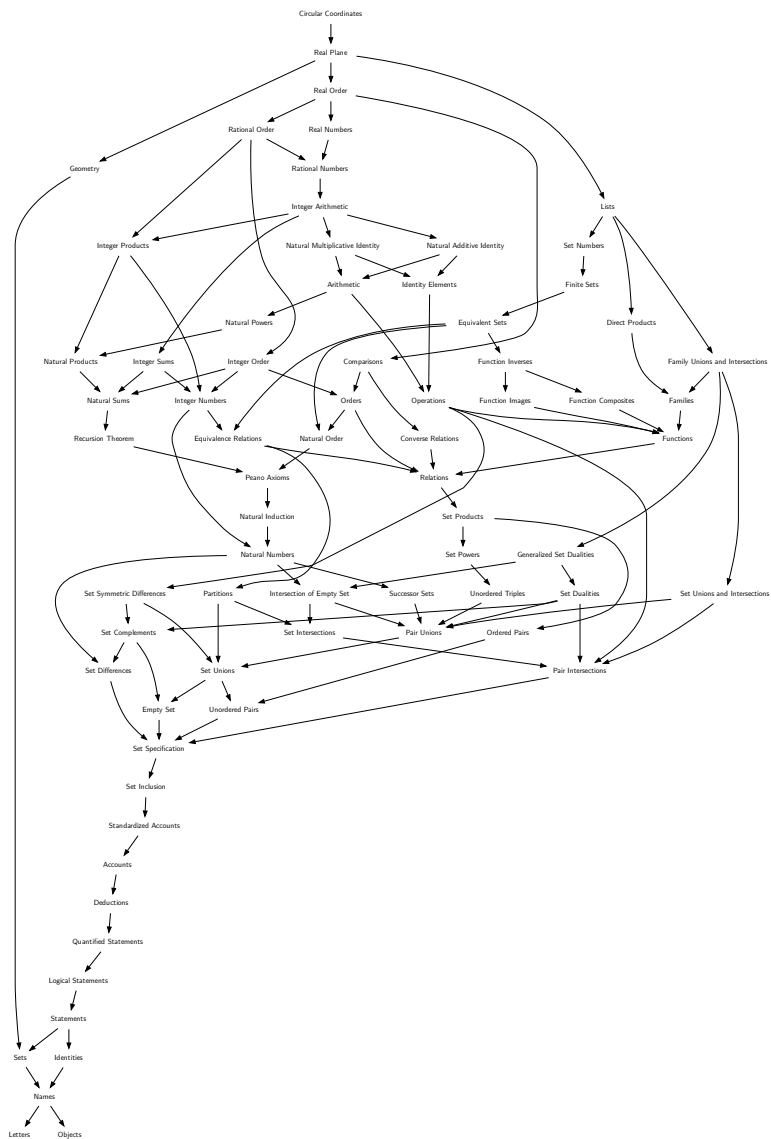 Circular Coordinates
Real Plane
Real Order
Rational Order
Real Numbers
Geometry
Rational Numbers
Integer Arithmetic
Lists
Integer Products
Natural Multiplicative Identity
Natural Additive Identity
Set Numbers
Arithmetic
Identity Elements
Finite Sets
Natural Powers
Equivalent Sets
Direct Products
Natural Products
Integer Sums
Integer Order
Comparisons
Function Inverses
Family Unions and Intersections
Natural Sums
Integer Numbers
Orders
Operations
Function Images
Function Composites
Families
Recursion Theorem
Equivalence Relations
Natural Order
Converse Relations
Functions
Peano Axioms
Relations
Natural Induction
Set Products
Natural Numbers
Set Powers
Generalized Set Dualities
Set Symmetric Differences
Partitions
Intersection of Empty Set
Successor Sets
Unordered Triples
Set Dualities
Set Unions and Intersections
Set Complements
Set Intersections
Pair Unions
Ordered Pairs
Set Differences
Set Unions
Pair Intersections
Empty Set
Unordered Pairs
Set Specification
Set Inclusion
Standardized Accounts
Accounts
Deductions
Quantified Statements
Logical Statements
Statements
Sets
Identities
Names
Letters
Objects